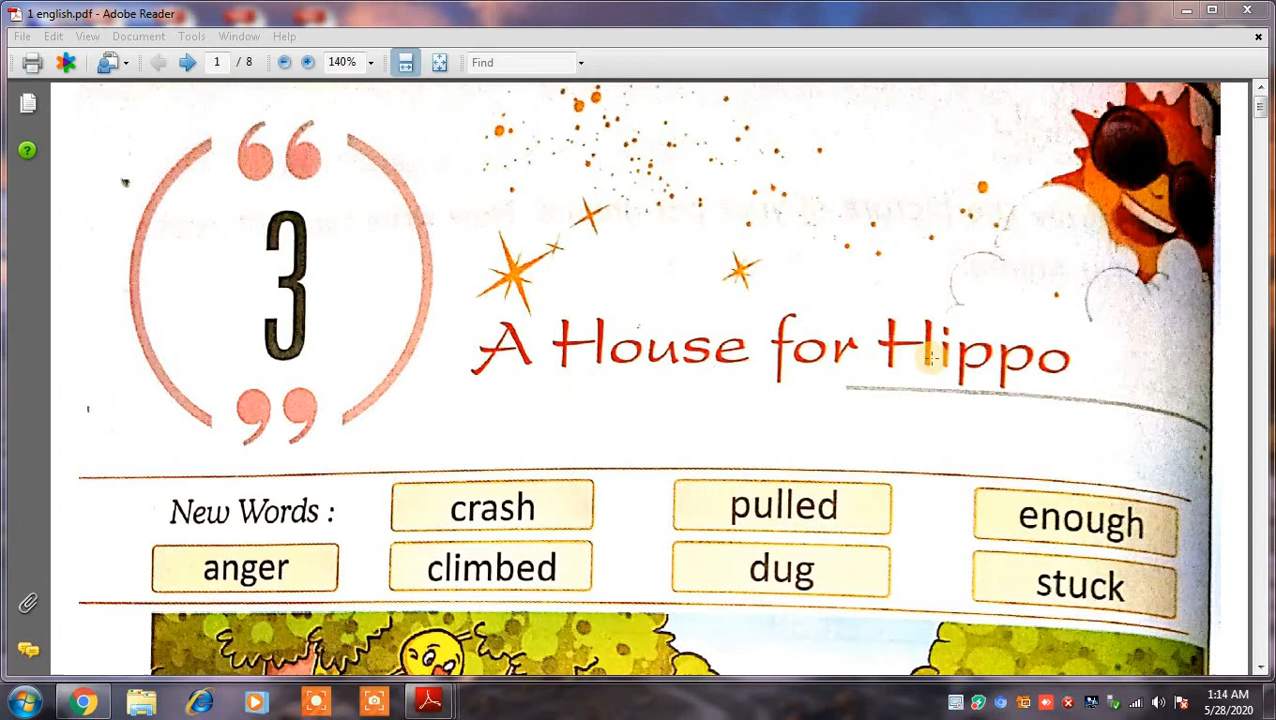 1 english.pdf - Adobe Reader
File Edit View Document Tools Window Help
1 / 8 140% Find
“
3
”
A House for Hippo
New Words : crash pulled enough
anger climbed dug stuck
1:14 AM
5/28/2020